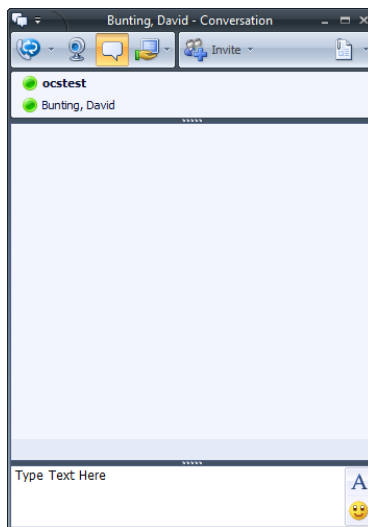 Bunting, David - Conversation
Invite
ocstest
Bunting, David
Type Text Here
A